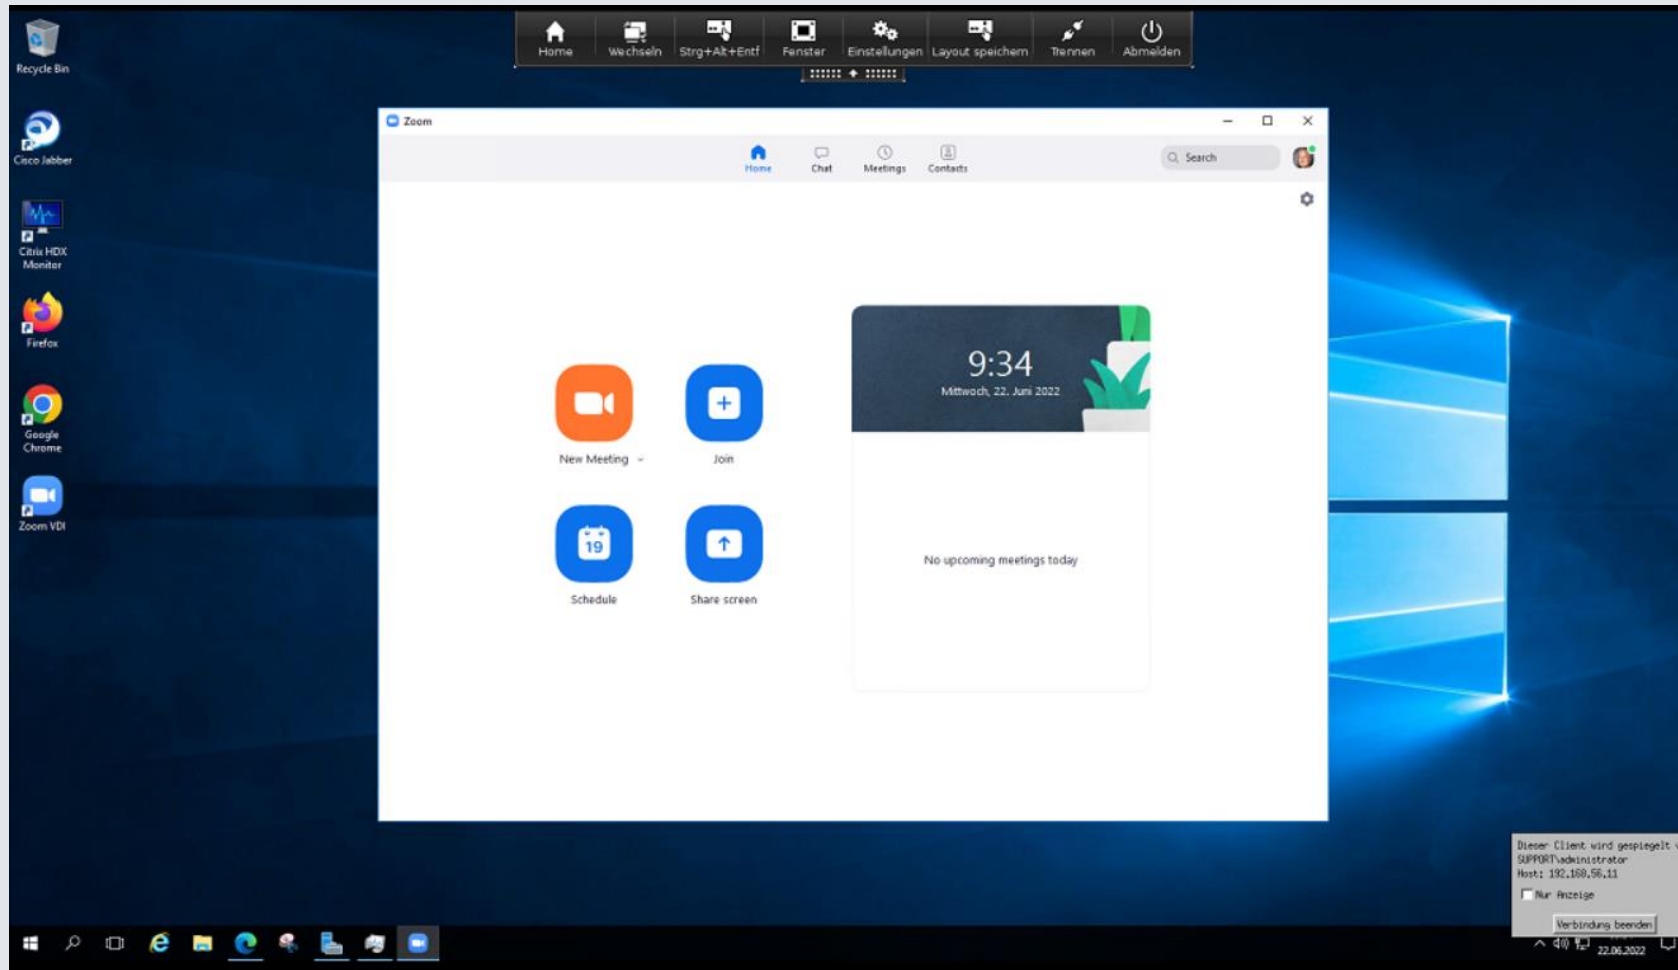 Recycle Bin
Cisco Jabber
Citrix HDX
Monitor
Firefox
Google
Chrome
Zoom VDI
Home
Wechseln
Strg+Alt+Entf
Fenster
Einstellungen
Layout speichern
Trennen
Abmelden
Zoom
Home
Chat
Meetings
Contacts
Search
New Meeting
Join
19
Schedule
Share screen
9:34
Mittwoch, 22. Juni 2022
No upcoming meetings today
Dieser Client wird gespiegelt
SUPPORT\administrator
Host: 192.168.56.11
Nur Anzeige
Verbindung beenden
22.06.2022